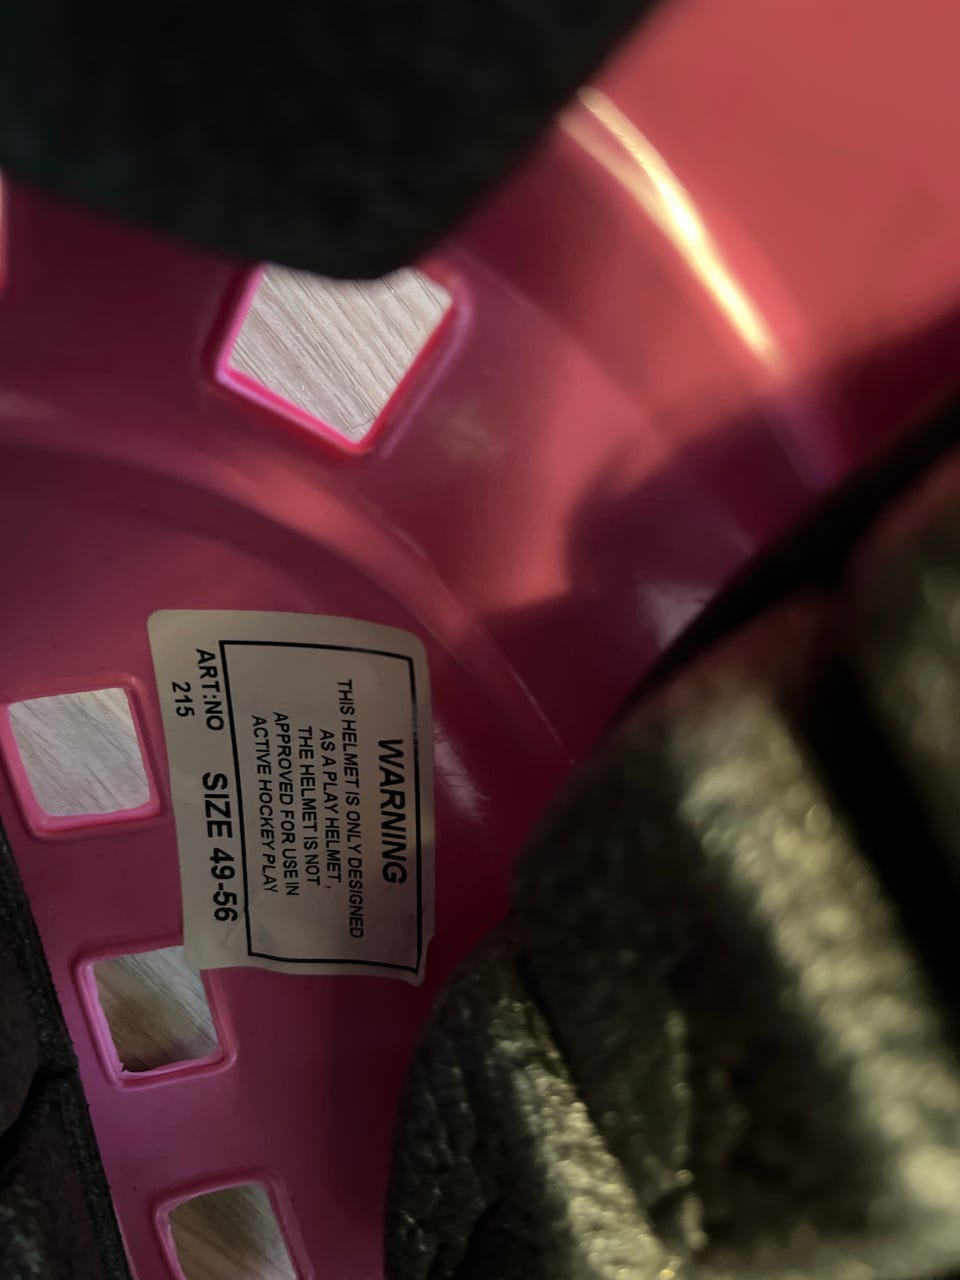 WARNING
THIS HELMET IS ONLY DESIGNED
AS A PLAY HELMET,
THE HELMET IS NOT
APPROVED FOR USE IN
ACTIVE HOCKEY PLAY
ART:NO SIZE 49-56
215